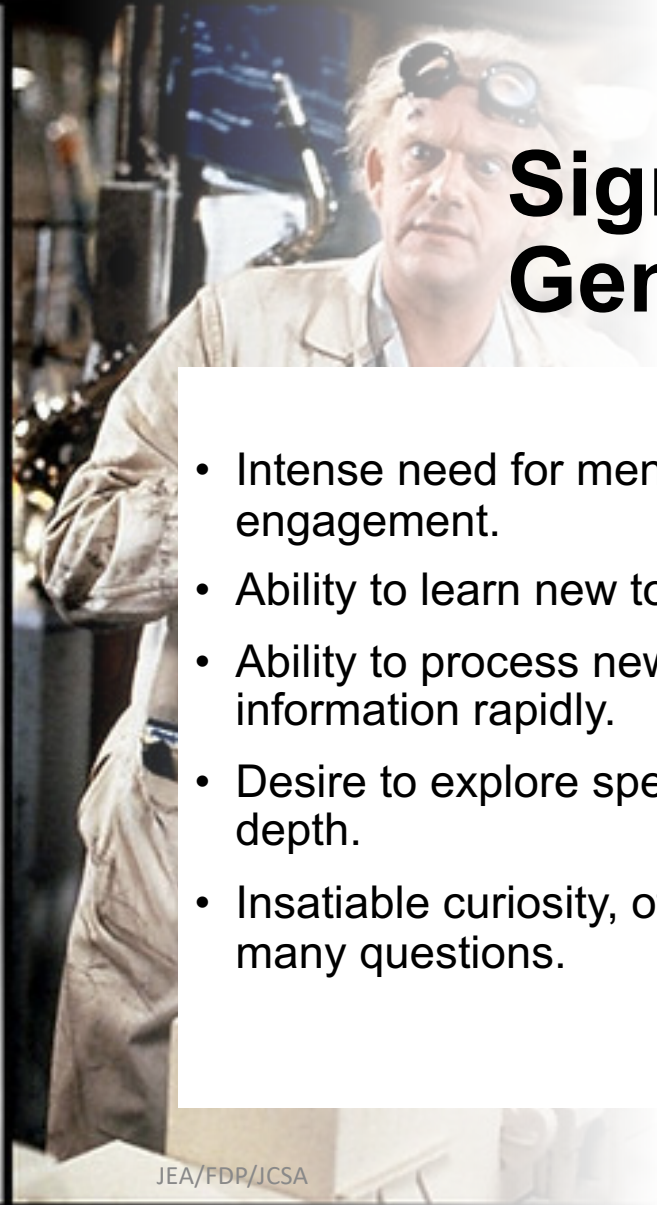 Sig
Gen
• Intense need for men
engagement.
• Ability to learn new to
• Ability to process new
information rapidly.
• Desire to explore spe
depth.
• Insatiable curiosity, o
many questions.
JEA/FDP/JCSA